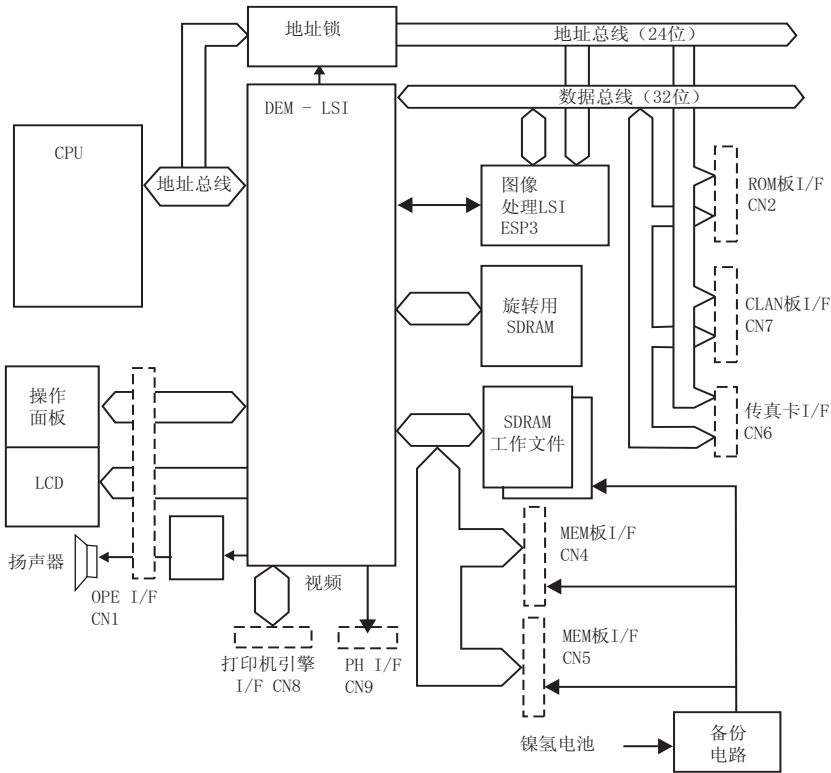 地址锁
地址总线（24位）
DEM - LSI
数据总线（32位）
CPU
地址总线
图像
处理LSI
ESP3
ROM板I/F
CN2
旋转用
SDRAM
CLAN板I/F
CN7
操作
面板
SDRAM
工作文件
传真卡I/F
CN6
LCD
MEM板I/F
CN4
扬声器
OPE I/F
CN1
视频
打印机引擎
I/F CN8
PH I/F
CN9
MEM板I/F
CN5
镍氢电池
备份
电路